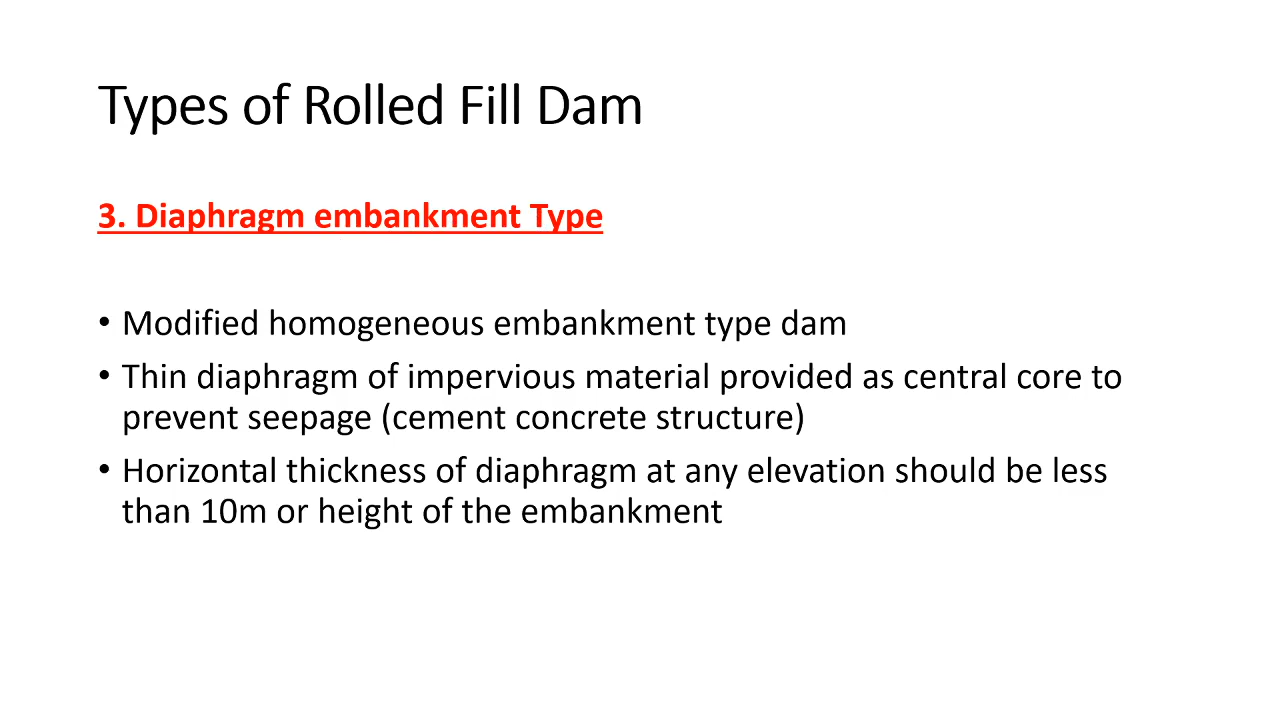 Types of Rolled Fill Dam
3. Diaphragm embankment Type
• Modified homogeneous embankment type dam
• Thin diaphragm of impervious material provided as central core to
prevent seepage (cement concrete structure)
• Horizontal thickness of diaphragm at any elevation should be less
than 10m or height of the embankment